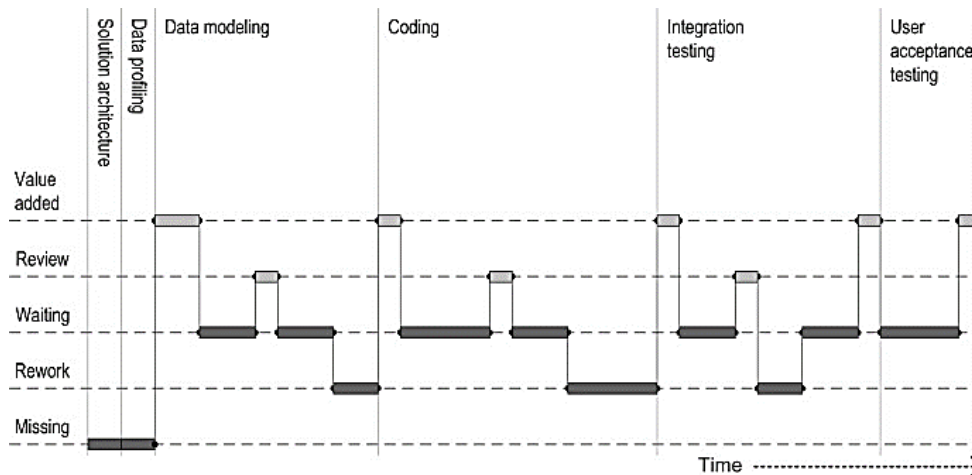 Solution architecture
Data profiling
Data modeling
Coding
Integration
testing
User
acceptance
testing
Value
added
Review
Waiting
Rework
Missing
Time